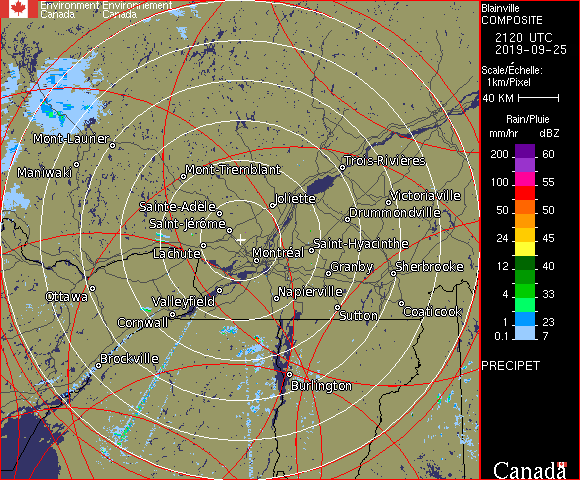 Environment Environnement
Canada Canada
Blainville
COMPOSITE
2120 UTC
2019-09-25
Scale/Échelle:
1km/Pixel
40 KM
Rain/Pluie
mm/hr dBZ
200 60
100 55
50 50
24 45
12 40
4 33
1 23
0.1 7
PRECIPET
Canada
Mont-Laurier
Maniwaki
Mont-Tremblant
Trois-Rivières
Joliette
Victoriaville
Sainte-Adèle
Drummondville
Saint-Jérôme
Saint-Hyacinthe
Lachute
Montréal
Granby
Sherbrooke
Ottawa
Valleyfield
Napierville
Cornwall
Sutton
Coaticook
Brockville
Burlington